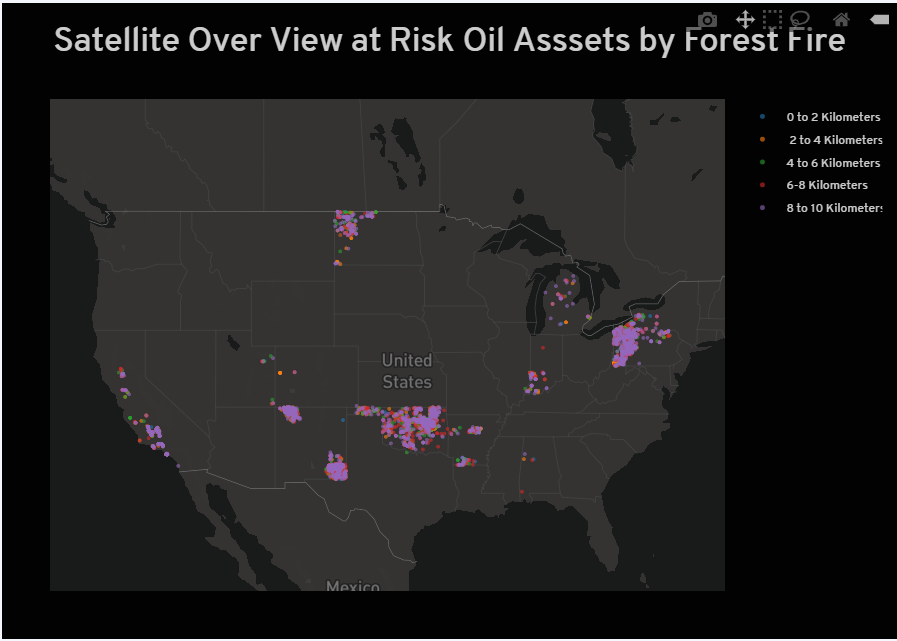 Satellite Over View at Risk Oil Asssets by Forest Fire
0 to 2 Kilometers
2 to 4 Kilometers
4 to 6 Kilometers
6-8 Kilometers
8 to 10 Kilometers
United
States
Mexico